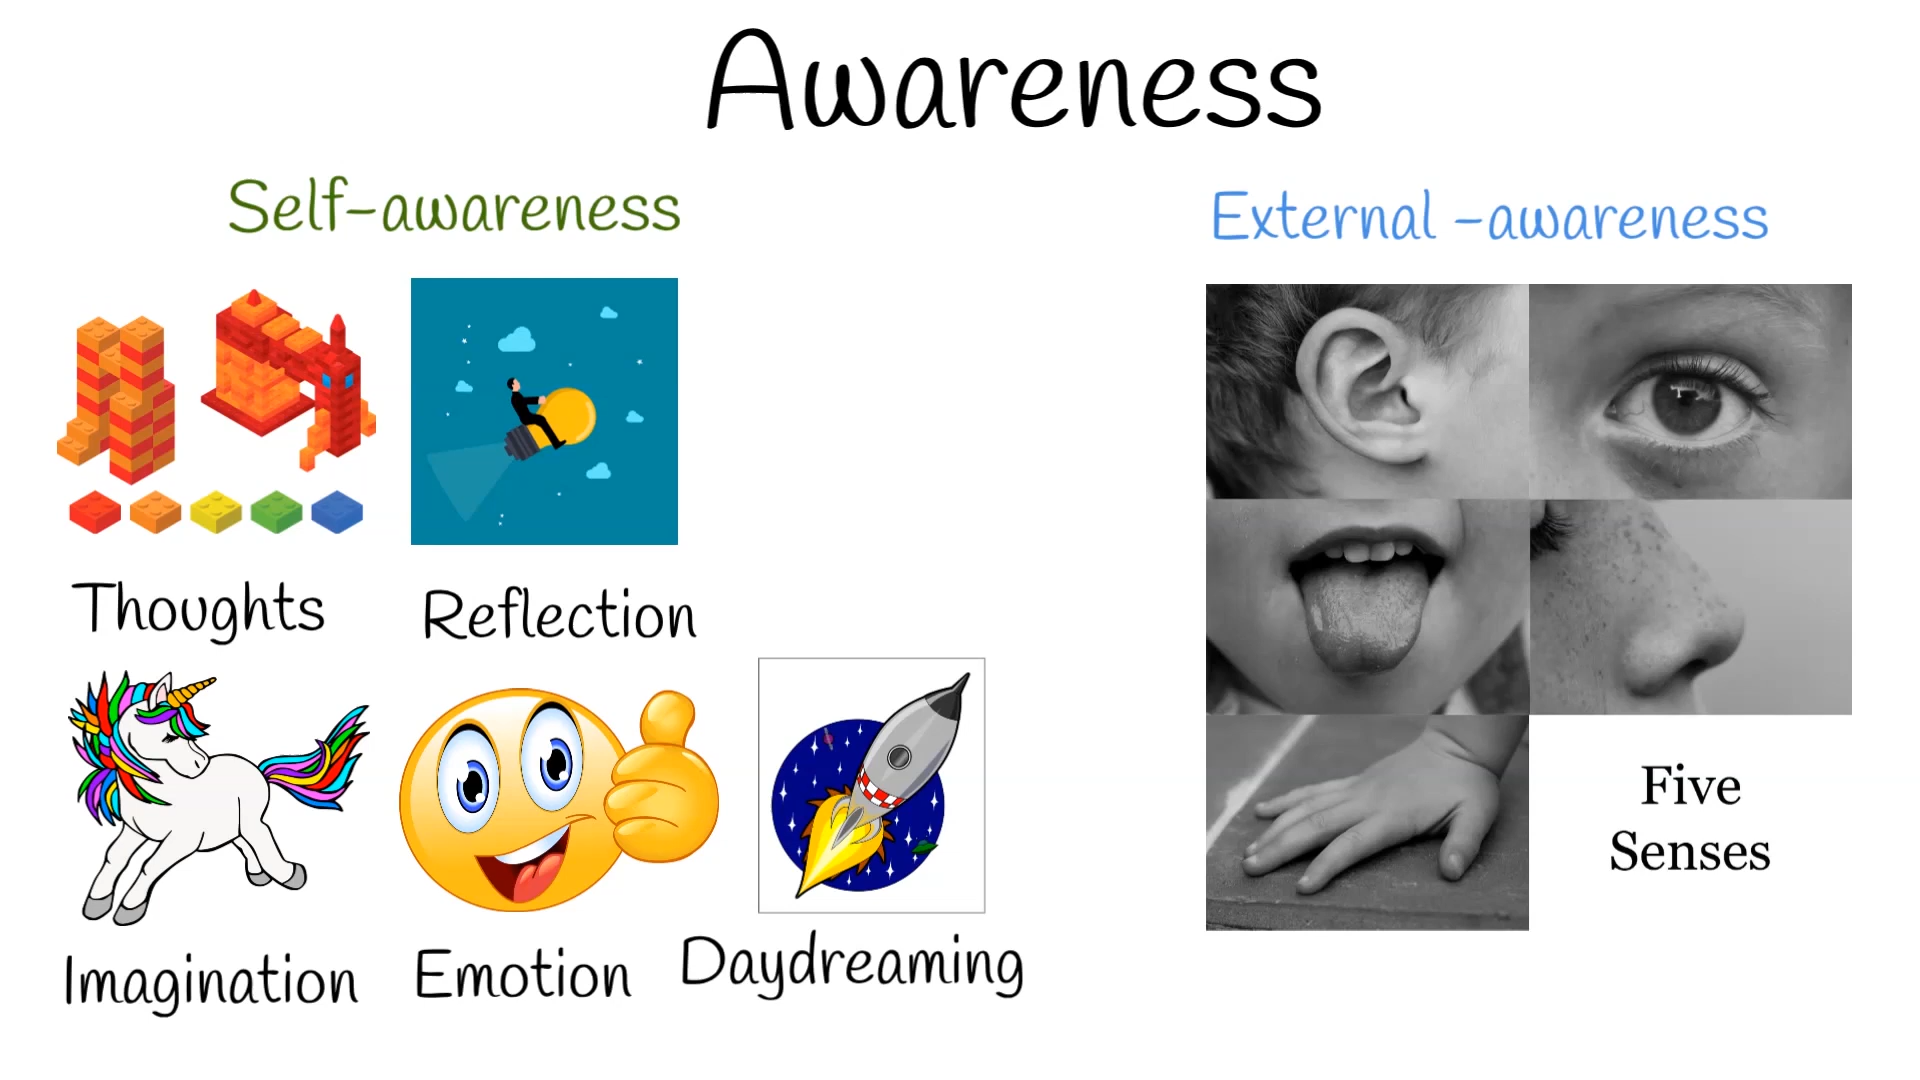 Awareness
Self-awareness
External -awareness
Thoughts
Reflection
Imagination
Emotion
Daydreaming
Five
Senses